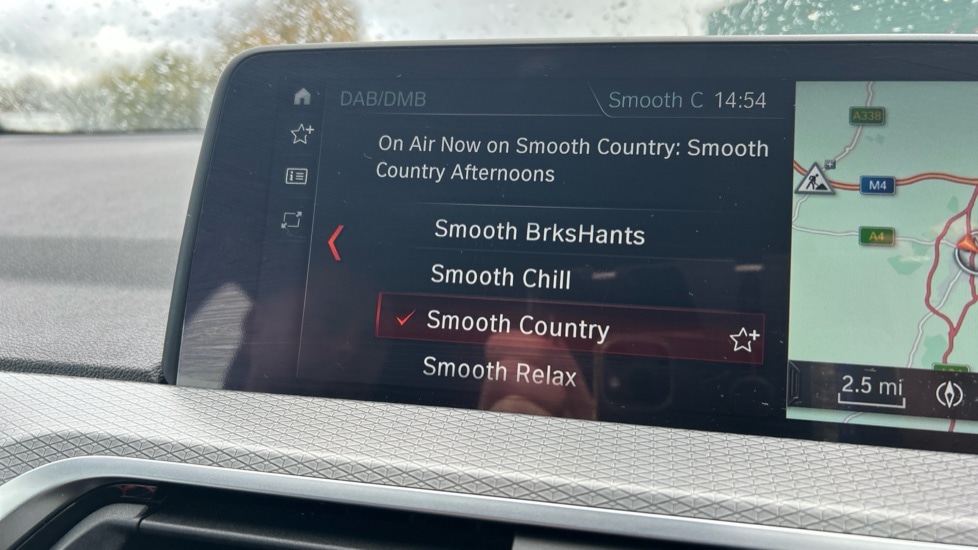 DAB/DMB
Smooth C 14:54
On Air Now on Smooth Country: Smooth
Country Afternoons
Smooth BrksHants
Smooth Chill
Smooth Country
Smooth Relax
A338
M4
A4
2.5 mi